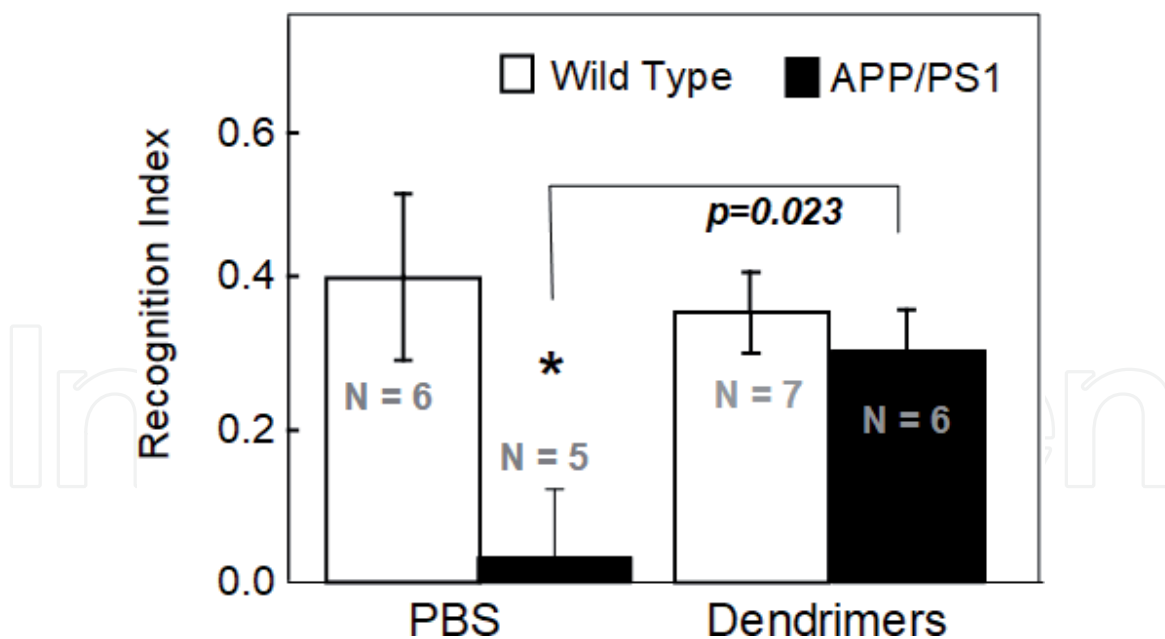 Wild Type
APP/PS1
Recognition Index
0.6
0.4
0.2
0.0
p=0.023
*
N = 6
N = 5
N = 7
N = 6
PBS
Dendrimers